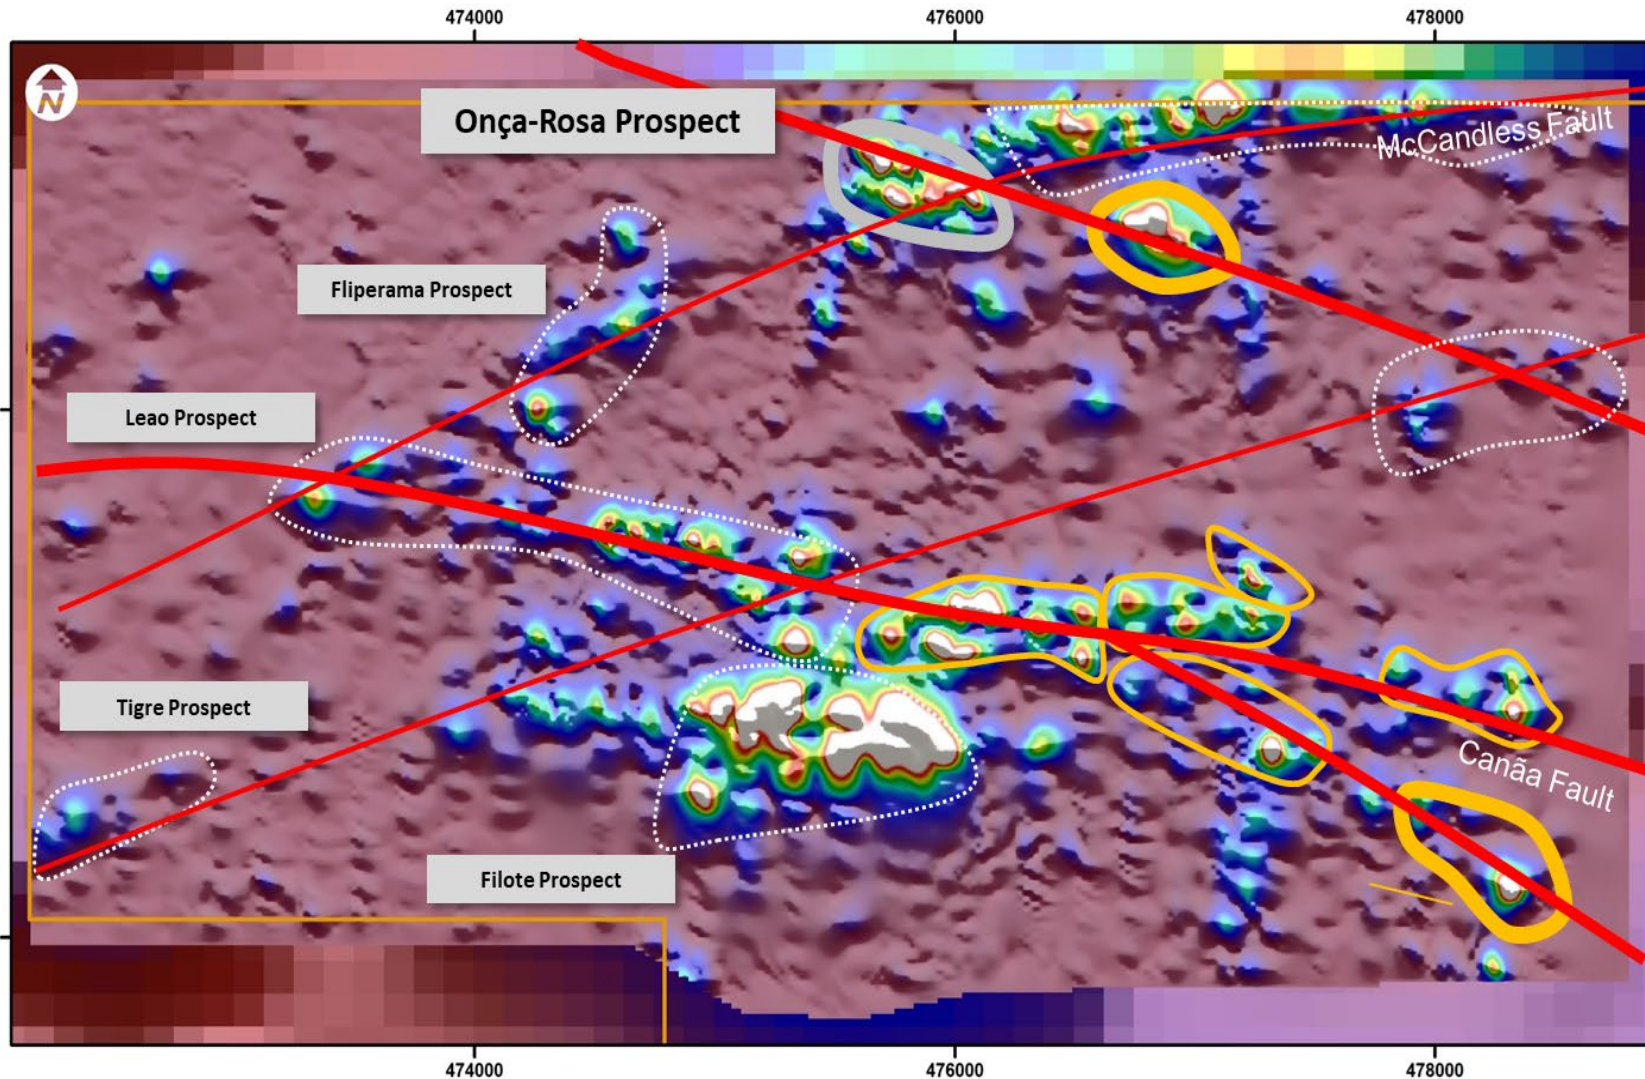 474000
476000
478000
N
Onça-Rosa Prospect
McCandless Fault
Fliperama Prospect
Leao Prospect
Tigre Prospect
Canãa Fault
Filote Prospect
474000
476000
478000